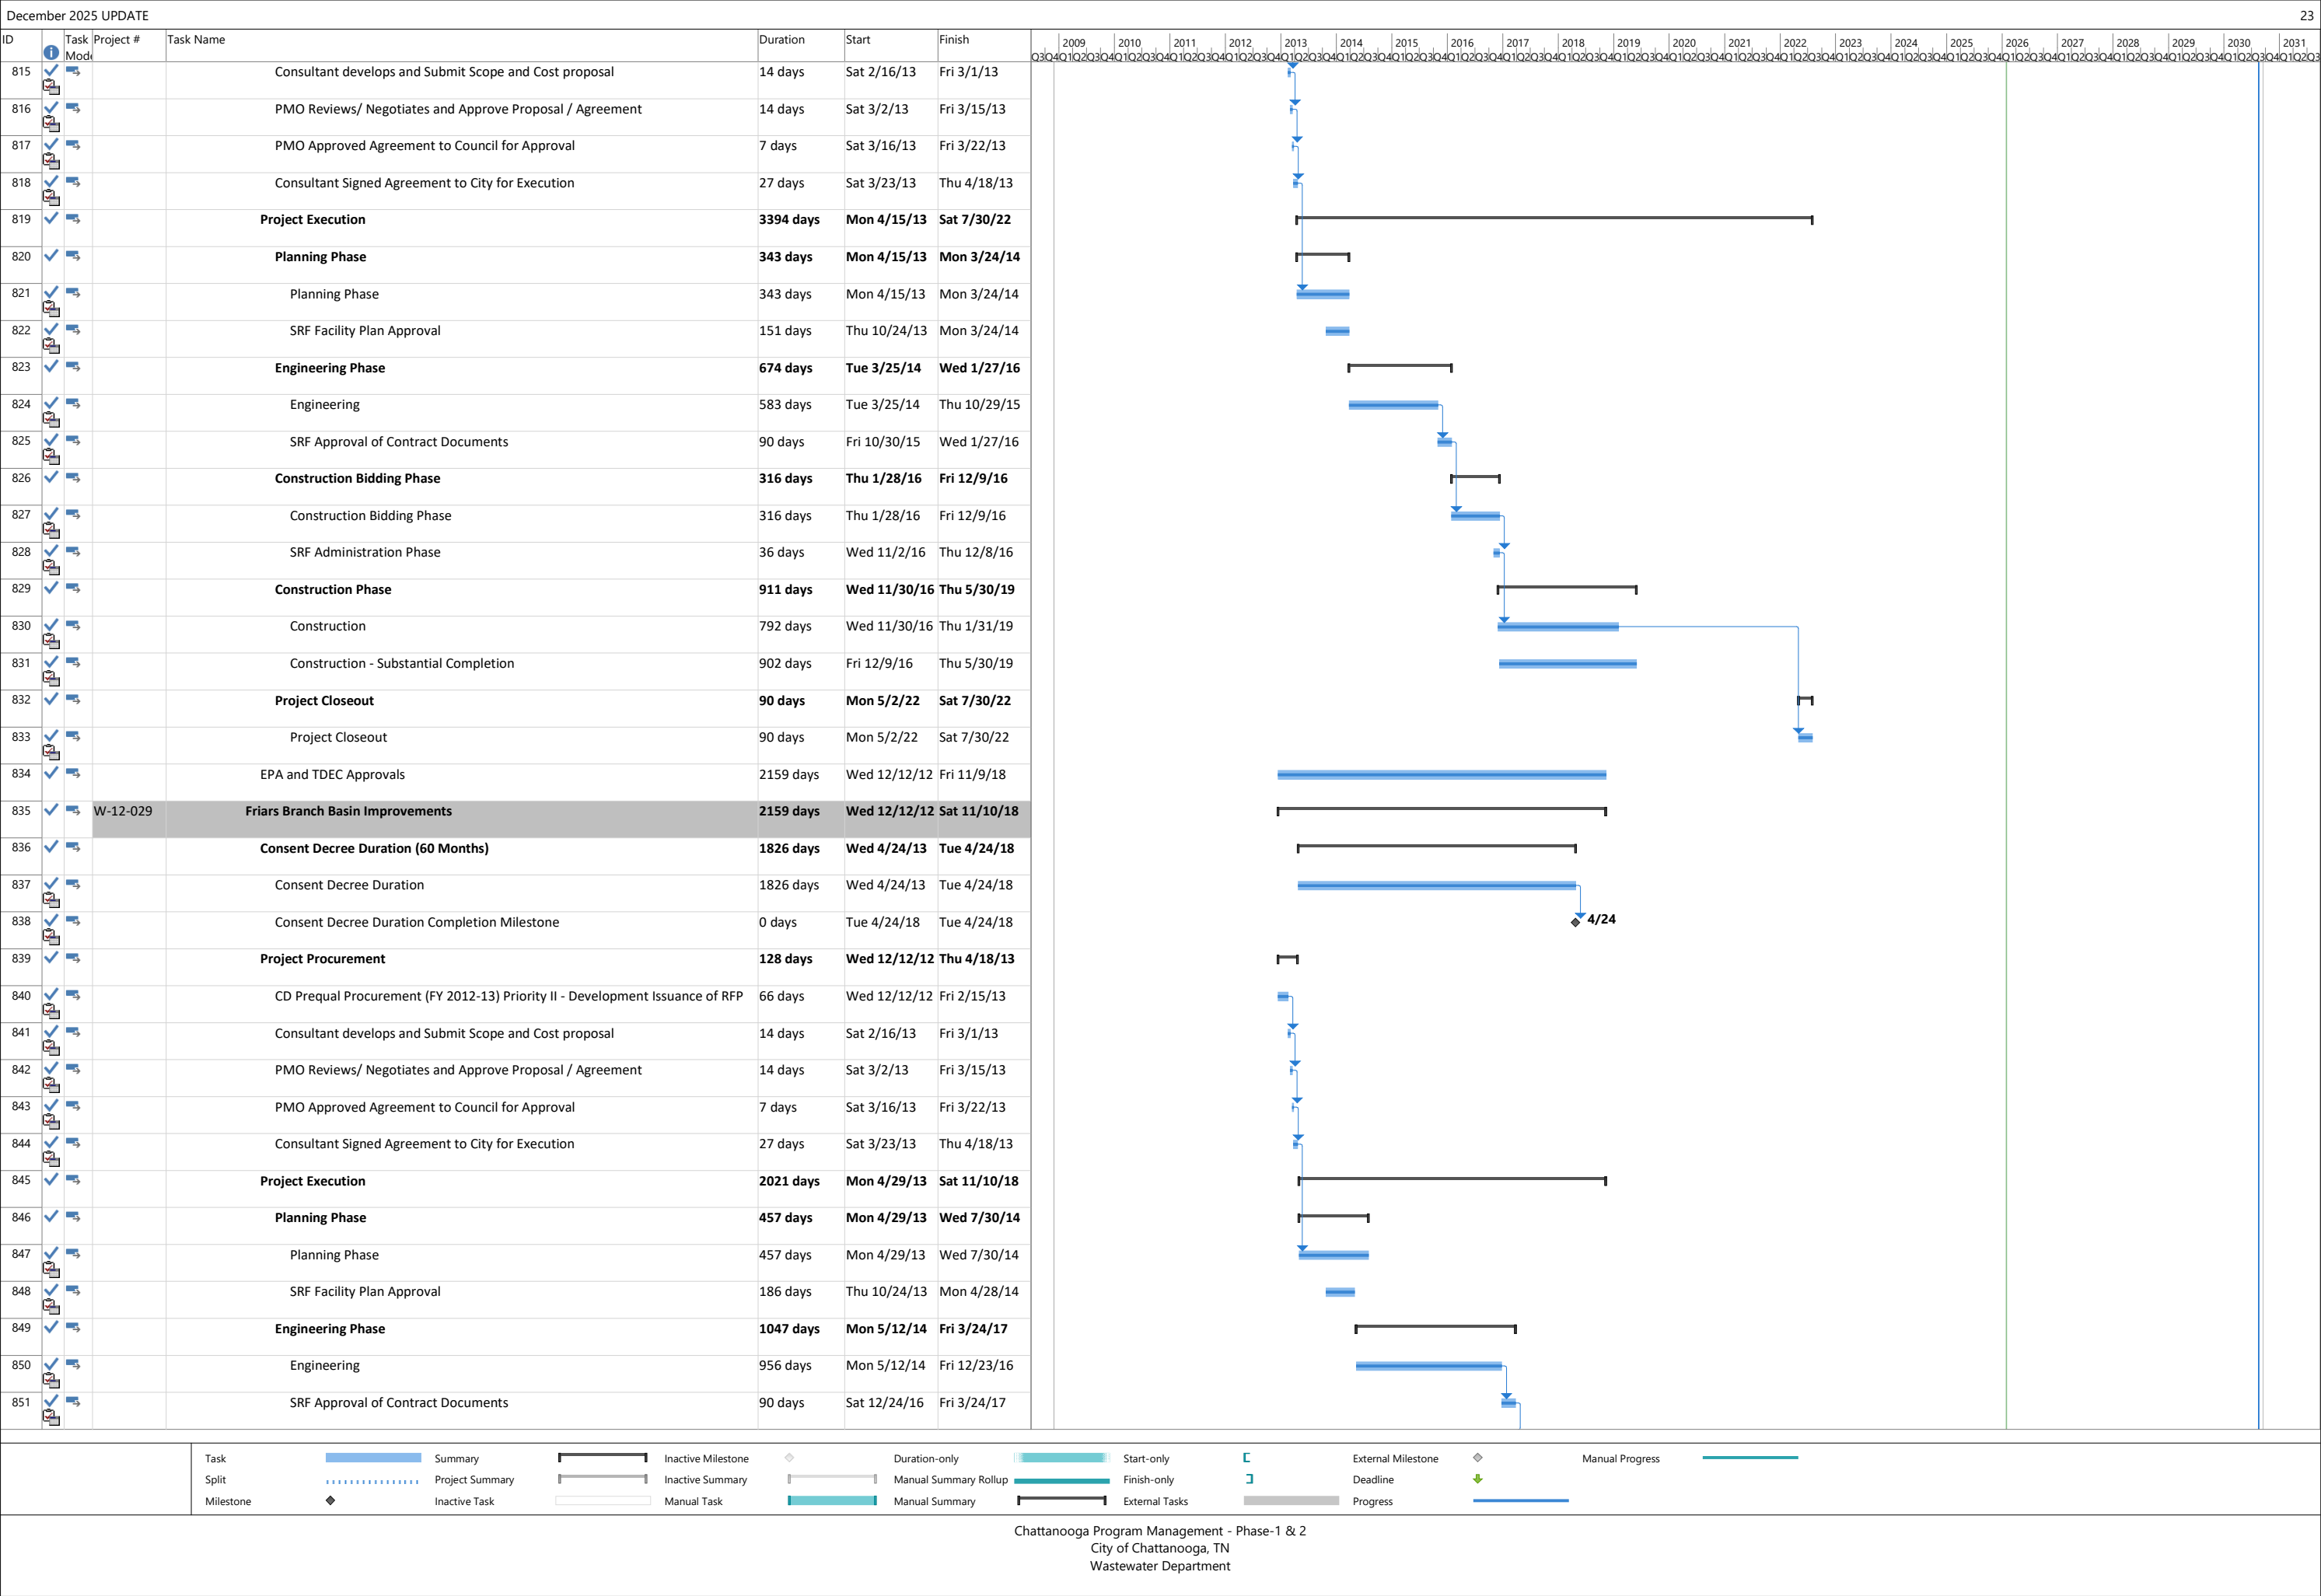 December 2025 UPDATE 23
ID Task Mode Project # Task Name Duration Start Finish 2009 2010 2011 2012 2013 2014 2015 2016 2017 2018 2019 2020 2021 2022 2023 2024 2025 2026 2027 2028 2029 2030 2031
815 Consultant develops and Submit Scope and Cost proposal 14 days Sat 2/16/13 Fri 3/1/13
816 PMO Reviews/ Negotiates and Approve Proposal / Agreement 14 days Sat 3/2/13 Fri 3/15/13
817 PMO Approved Agreement to Council for Approval 7 days Sat 3/16/13 Fri 3/22/13
818 Consultant Signed Agreement to City for Execution 27 days Sat 3/23/13 Thu 4/18/13
819 Project Execution 3394 days Mon 4/15/13 Sat 7/30/22
820 Planning Phase 343 days Mon 4/15/13 Mon 3/24/14
821 Planning Phase 343 days Mon 4/15/13 Mon 3/24/14
822 SRF Facility Plan Approval 151 days Thu 10/24/13 Mon 3/24/14
823 Engineering Phase 674 days Tue 3/25/14 Wed 1/27/16
824 Engineering 583 days Tue 3/25/14 Thu 10/29/15
825 SRF Approval of Contract Documents 90 days Fri 10/30/15 Wed 1/27/16
826 Construction Bidding Phase 316 days Thu 1/28/16 Fri 12/9/16
827 Construction Bidding Phase 316 days Thu 1/28/16 Fri 12/9/16
828 SRF Administration Phase 36 days Wed 11/2/16 Thu 12/8/16
829 Construction Phase 911 days Wed 11/30/16 Thu 5/30/19
830 Construction 792 days Wed 11/30/16 Thu 1/31/19
831 Construction - Substantial Completion 902 days Fri 12/9/16 Thu 5/30/19
832 Project Closeout 90 days Mon 5/2/22 Sat 7/30/22
833 Project Closeout 90 days Mon 5/2/22 Sat 7/30/22
834 EPA and TDEC Approvals 2159 days Wed 12/12/12 Fri 11/9/18
835 W-12-029 Friars Branch Basin Improvements 2159 days Wed 12/12/12 Sat 11/10/18
836 Consent Decree Duration (60 Months) 1826 days Wed 4/24/13 Tue 4/24/18
837 Consent Decree Duration 1826 days Wed 4/24/13 Tue 4/24/18
838 Consent Decree Duration Completion Milestone 0 days Tue 4/24/18 Tue 4/24/18 4/24
839 Project Procurement 128 days Wed 12/12/12 Thu 4/18/13
840 CD Prequal Procurement (FY 2012-13) Priority II - Development Issuance of RFP 66 days Wed 12/12/12 Fri 2/15/13
841 Consultant develops and Submit Scope and Cost proposal 14 days Sat 2/16/13 Fri 3/1/13
842 PMO Reviews/ Negotiates and Approve Proposal / Agreement 14 days Sat 3/2/13 Fri 3/15/13
843 PMO Approved Agreement to Council for Approval 7 days Sat 3/16/13 Fri 3/22/13
844 Consultant Signed Agreement to City for Execution 27 days Sat 3/23/13 Thu 4/18/13
845 Project Execution 2021 days Mon 4/29/13 Sat 11/10/18
846 Planning Phase 457 days Mon 4/29/13 Wed 7/30/14
847 Planning Phase 457 days Mon 4/29/13 Wed 7/30/14
848 SRF Facility Plan Approval 186 days Thu 10/24/13 Mon 4/28/14
849 Engineering Phase 1047 days Mon 5/12/14 Fri 3/24/17
850 Engineering 956 days Mon 5/12/14 Fri 12/23/16
851 SRF Approval of Contract Documents 90 days Sat 12/24/16 Fri 3/24/17
Task Summary Inactive Milestone Duration-only Start-only External Milestone Manual Progress
Split Project Summary Inactive Summary Manual Summary Rollup Finish-only Deadline
Milestone Inactive Task Manual Task Manual Summary External Tasks Progress
Chattanooga Program Management - Phase-1 & 2
City of Chattanooga, TN
Wastewater Department